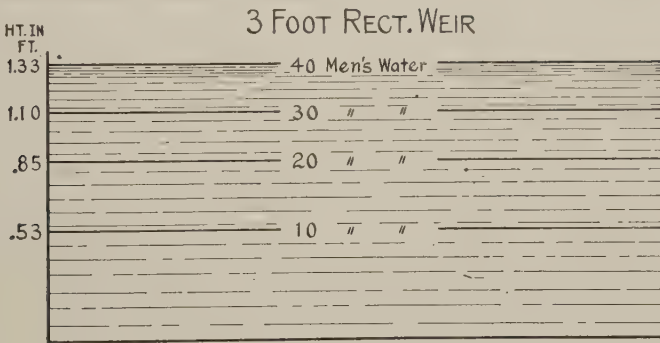 3 FOOT RECT. WEIR
HT. IN
FT.
1.33 40 Men's Water
1.10 30 " "
.85 20 " "
.53 10 " "